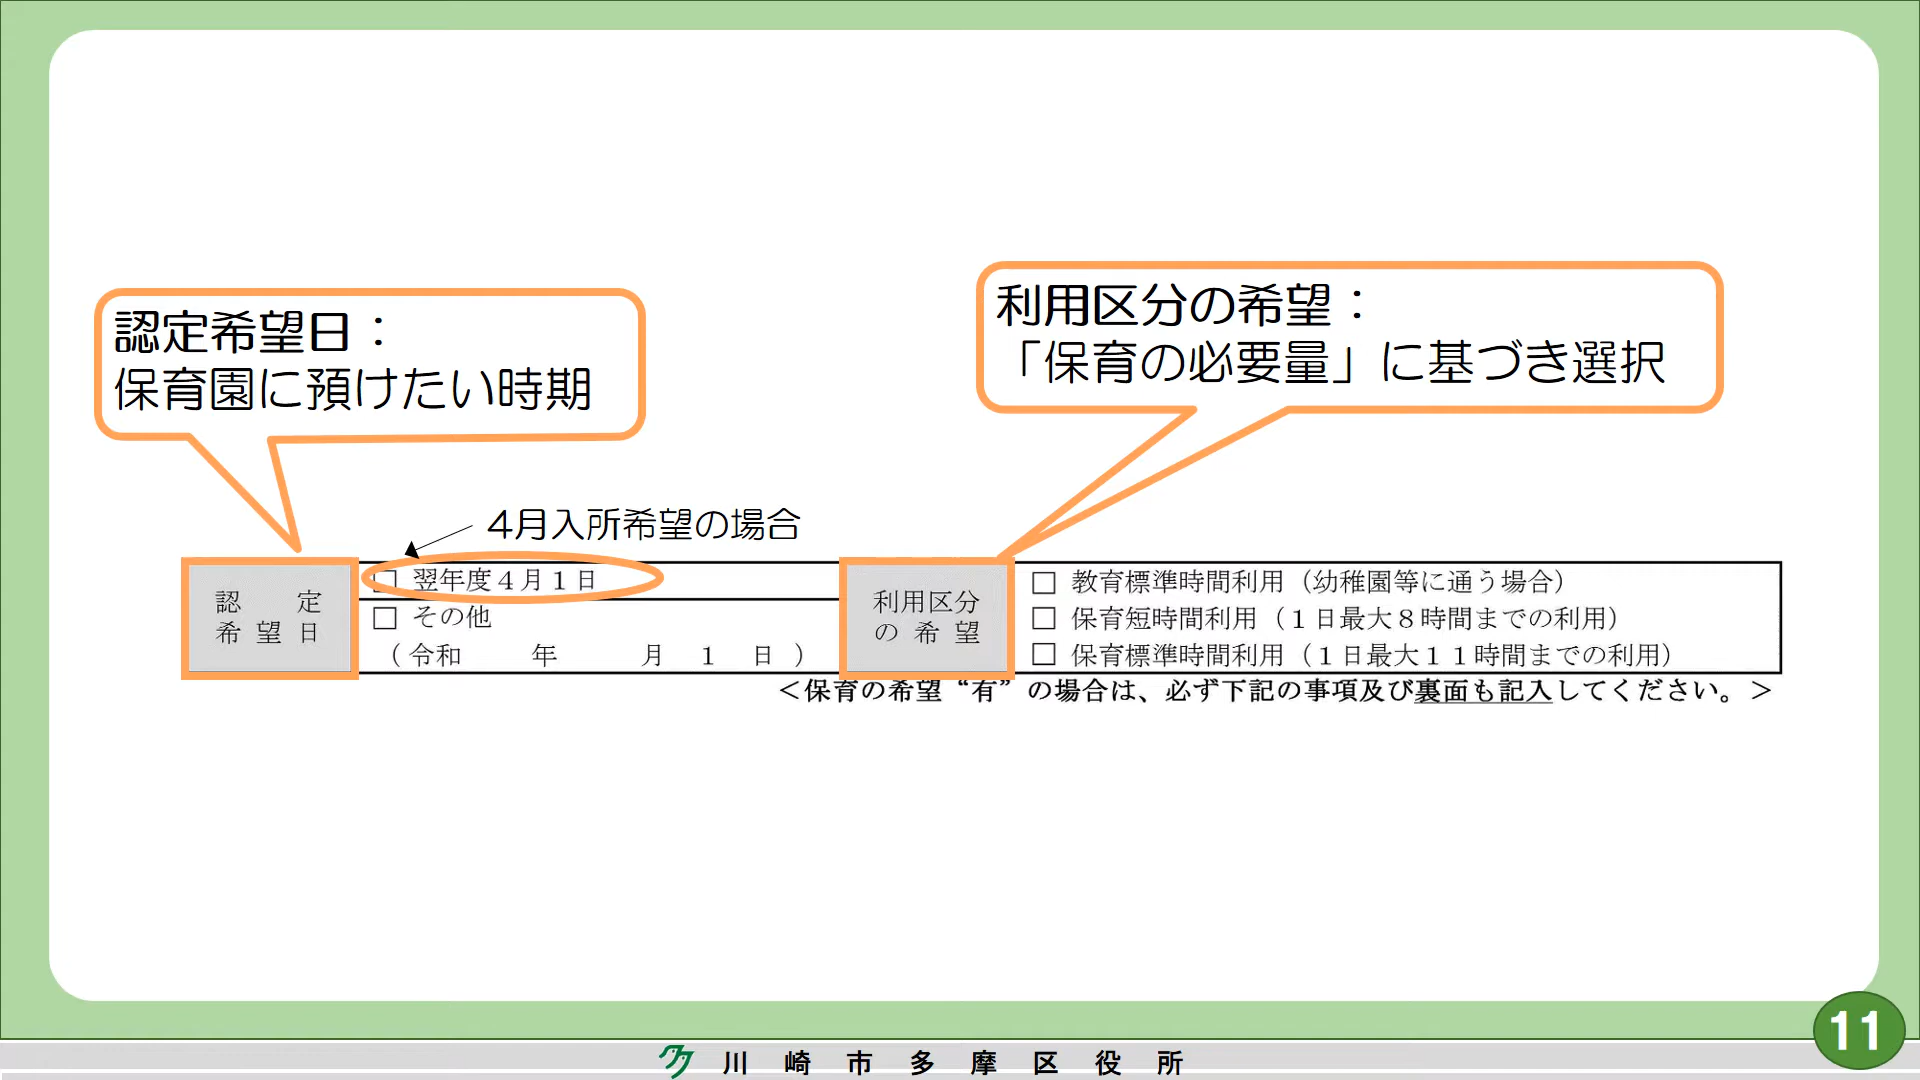 認定希望日：
保育園に預けたい時期
利用区分の希望：
「保育の必要量」に基づき選択
4月入所希望の場合
認　　定
希 望 日
□ 翌年度４月１日
□ その他
（令和　　年　　月　１　日　）
利用区分
の 希 望
□ 教育標準時間利用（幼稚園等に通う場合）
□ 保育短時間利用（１日最大８時間までの利用）
□ 保育標準時間利用（１日最大１１時間までの利用）
＜保育の希望“有”の場合は、必ず下記の事項及び裏面も記入してください。＞
11
川崎市多摩区役所